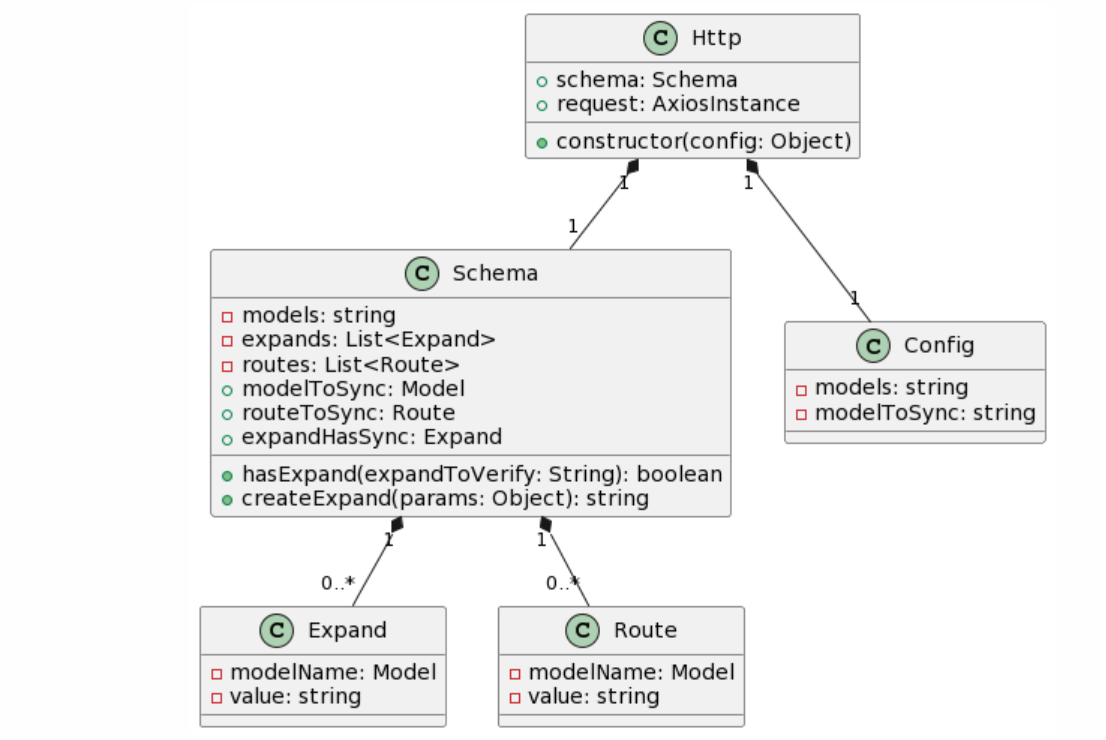 C Http
schema: Schema
request: AxiosInstance
constructor(config: Object)
1
1
1
1
C Schema
models: string
expands: List<Expand>
routes: List<Route>
modelToSync: Model
routeToSync: Route
expandHasSync: Expand
hasExpand(expandToVerify: String): boolean
createExpand(params: Object): string
C Config
models: string
modelToSync: string
1
1
0..*
0..*
C Expand
modelName: Model
value: string
C Route
modelName: Model
value: string